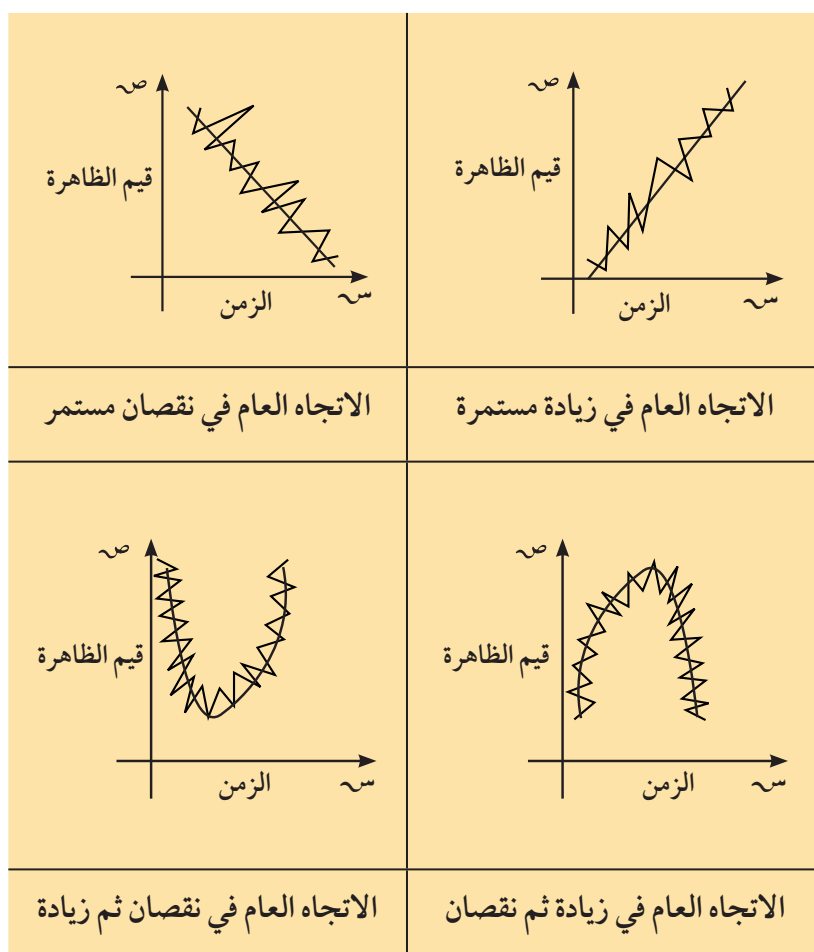 ص
قيم الظاهرة
الزمن
س
الاتجاه العام في زيادة مستمرة
ص
قيم الظاهرة
الزمن
س
الاتجاه العام في نقصان مستمر
ص
قيم الظاهرة
الزمن
س
الاتجاه العام في زيادة ثم نقصان
ص
قيم الظاهرة
الزمن
س
الاتجاه العام في نقصان ثم زيادة